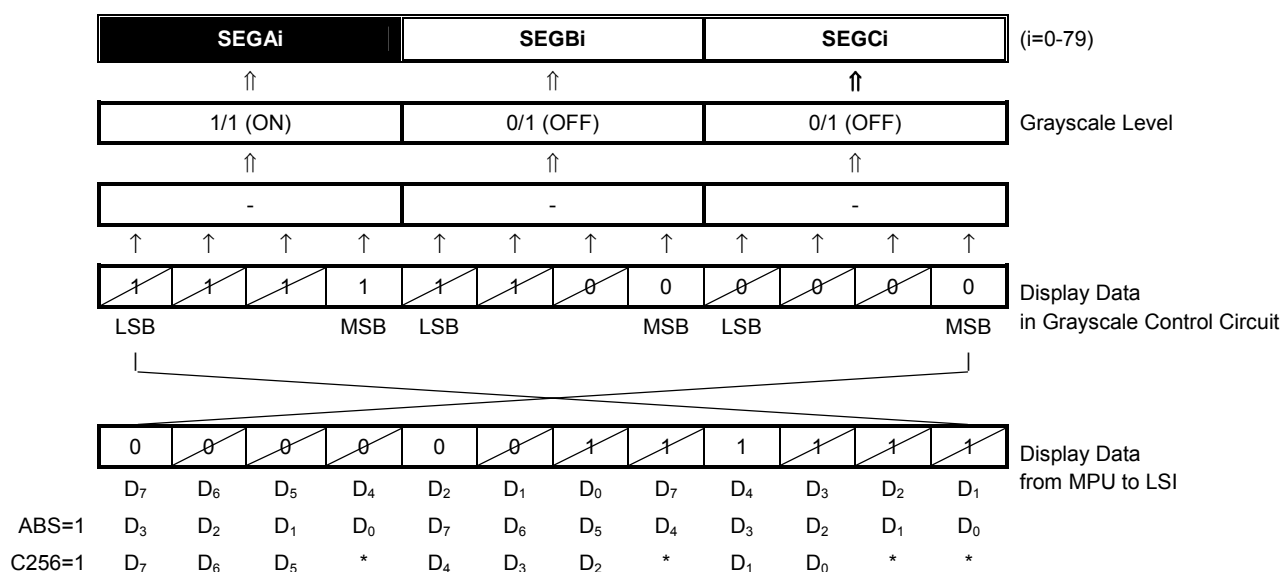 SEGAi SEGBi SEGCi (i=0-79)
⇑ ⇑ ⇑
1/1 (ON) 0/1 (OFF) 0/1 (OFF) Grayscale Level
⇑ ⇑ ⇑
- - -
↑ ↑ ↑ ↑ ↑ ↑ ↑ ↑ ↑ ↑ ↑ ↑
1 1 1 1 1 1 0 0 0 0 0 0 Display Data
in Grayscale Control Circuit
LSB MSB LSB MSB LSB MSB
0 0 0 0 0 0 1 1 1 1 1 1 Display Data
from MPU to LSI
D₇ D₆ D₅ D₄ D₂ D₁ D₀ D₇ D₄ D₃ D₂ D₁
ABS=1 D₃ D₂ D₁ D₀ D₇ D₆ D₅ D₄ D₃ D₂ D₁ D₀
C256=1 D₇ D₆ D₅ * D₄ D₃ D₂ * D₁ D₀ * *